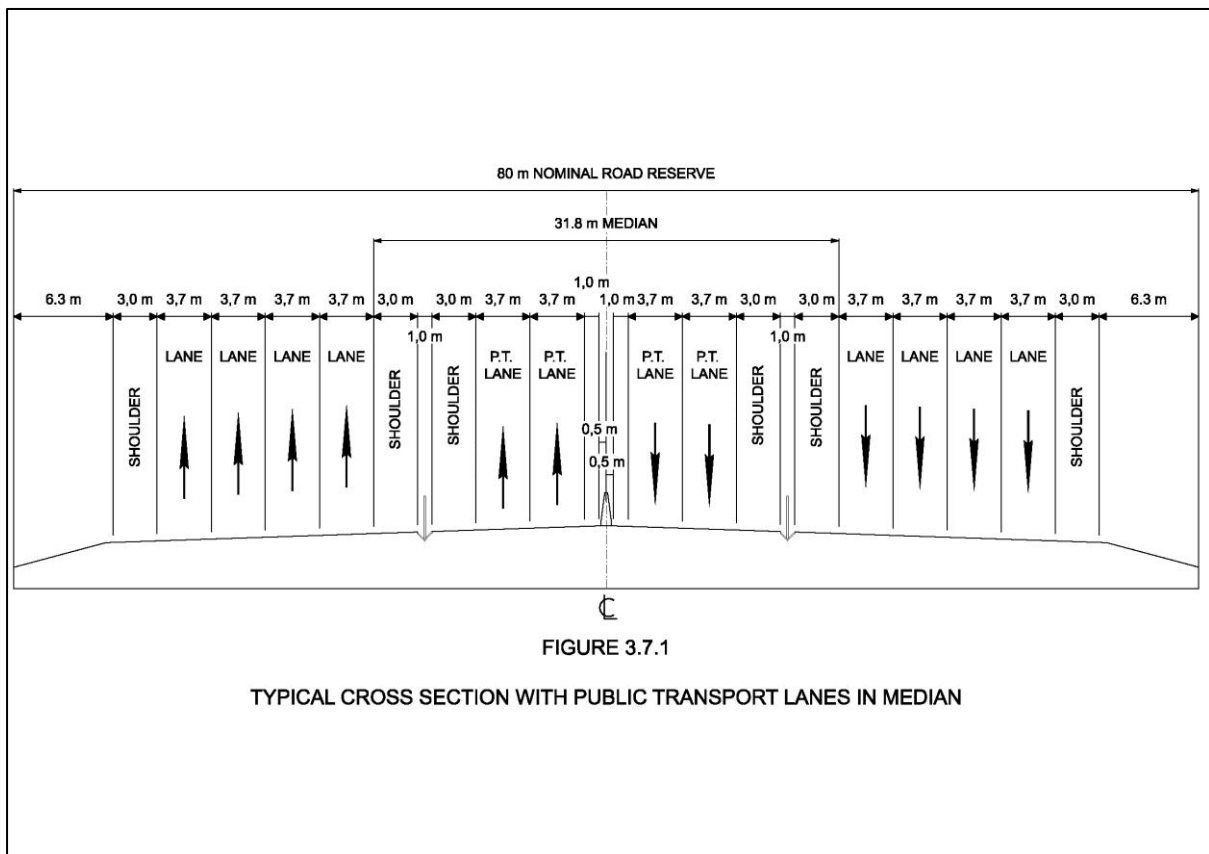 80 m NOMINAL ROAD RESERVE
31.8 m MEDIAN
1,0 m
6.3 m 3,0 m 3,7 m 3,7 m 3,7 m 3,7 m 3,0 m 3,0 m 3,7 m 3,7 m 1,0 m 3,7 m 3,7 m 3,0 m 3,0 m 3,7 m 3,7 m 3,7 m 3,7 m 3,0 m 6.3 m
1,0 m 1,0 m
LANE LANE LANE LANE P.T. P.T. P.T. P.T. LANE LANE LANE LANE
LANE LANE LANE LANE
SHOULDER SHOULDER SHOULDER SHOULDER SHOULDER SHOULDER
0,5 m
0,5 m
℄
FIGURE 3.7.1
TYPICAL CROSS SECTION WITH PUBLIC TRANSPORT LANES IN MEDIAN